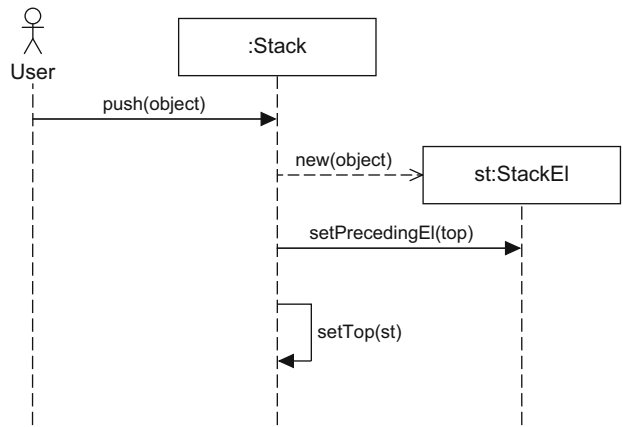 :Stack
User
push(object)
new(object)
st:StackEl
setPrecedingEl(top)
setTop(st)